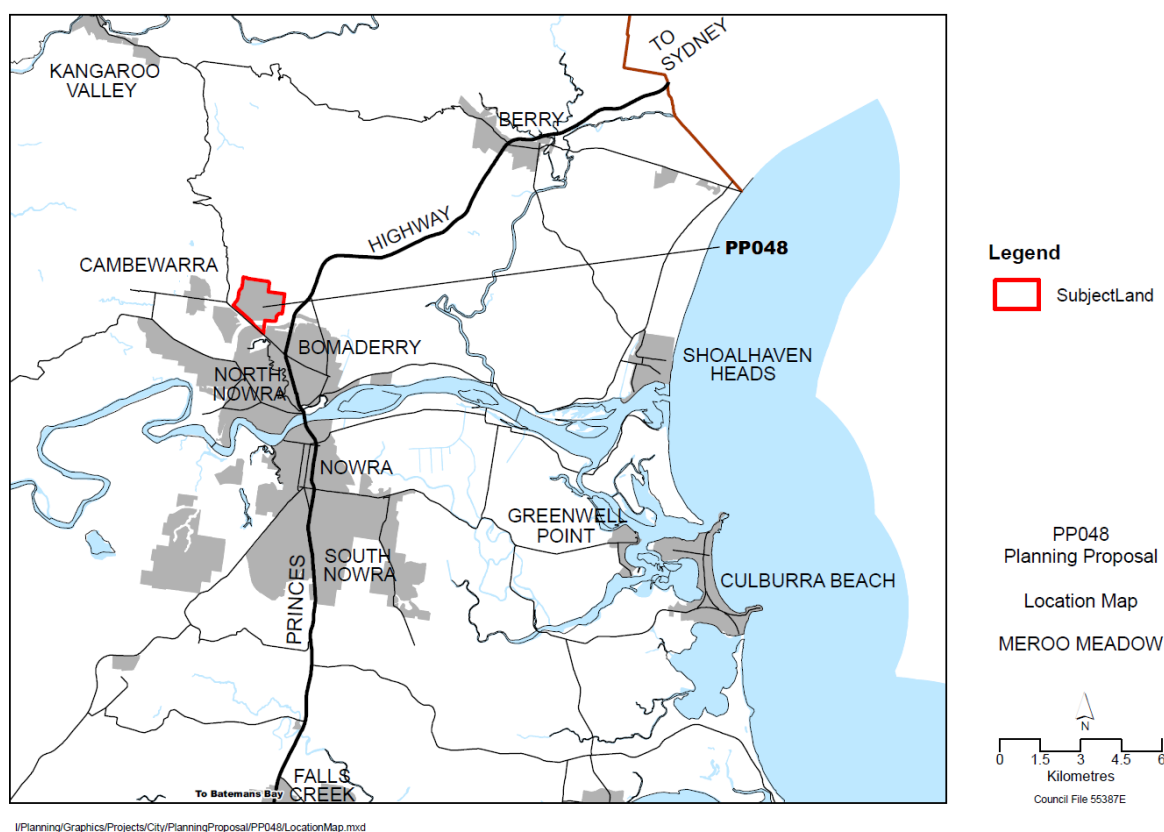 TO
SYDNEY
KANGAROO
VALLEY
BERRY
HIGHWAY
PP048
CAMBEWARRA
BOMADERRY
NORTH
NOWRA
SHOALHAVEN
HEADS
NOWRA
GREENWELL
POINT
SOUTH
NOWRA
CULBURRA BEACH
PRINCES
FALLS
CREEK
To Batemans Bay
Legend
SubjectLand
PP048
Planning Proposal
Location Map
MEROO MEADOW
N
0 1.5 3 4.5 6
Kilometres
Council File 55387E
I/Planning/Graphics/Projects/City/PlanningProposal/PP048/LocationMap.mxd